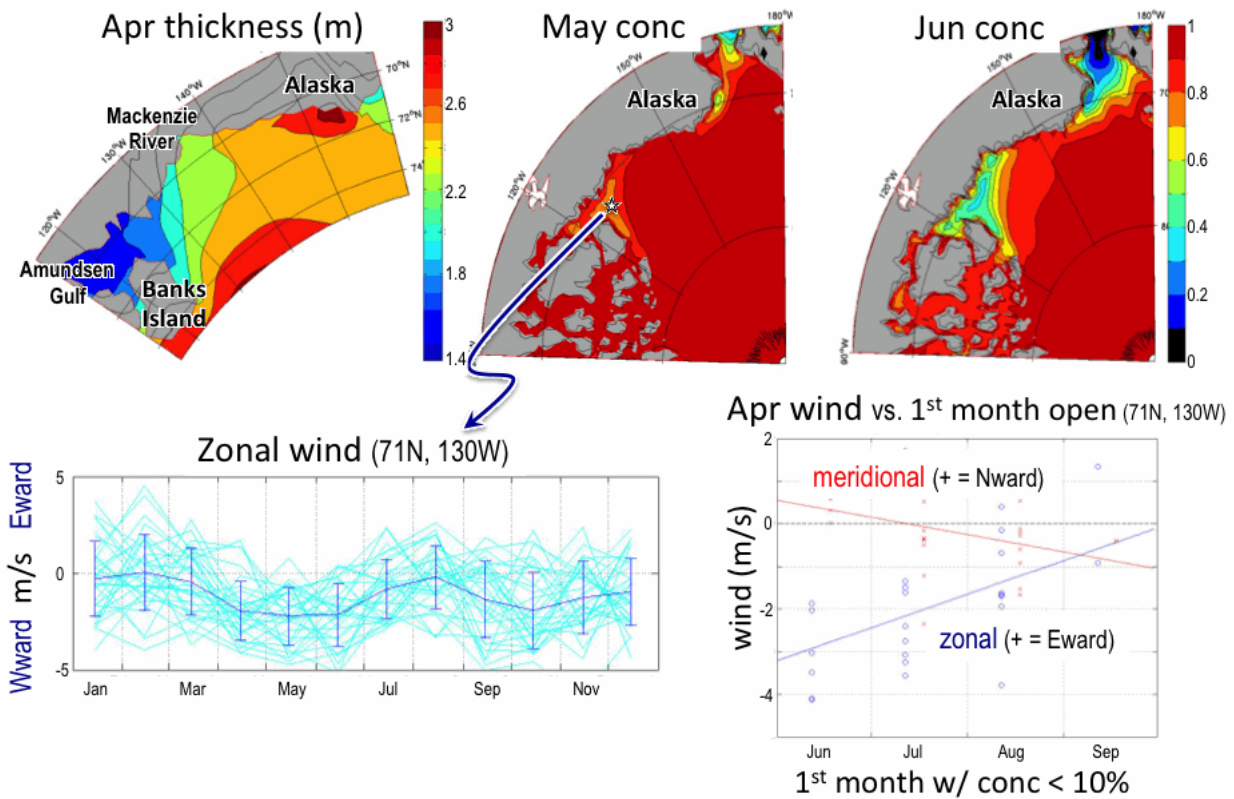 Apr thickness (m)
May conc
Jun conc
180°W
180°W
3
1
150°W
150°W
70°N
140°W
Alaska
72°N
Alaska
Alaska
70
0.8
2.6
Mackenzie
River
130°W
74°
0.6
2.2
120°W
120°W
120°W
8
0.4
1.8
Amundsen
Gulf
Banks
Island
0.2
1.4
90°W
0
Zonal wind (71N, 130W)
Apr wind vs. 1st month open (71N, 130W)
Wward m/s Eward
5
0
-5
Jan
Mar
May
Jul
Sep
Nov
wind (m/s)
2
0
-2
-4
meridional (+ = Nward)
zonal (+ = Eward)
Jun
Jul
Aug
Sep
1st month w/ conc < 10%